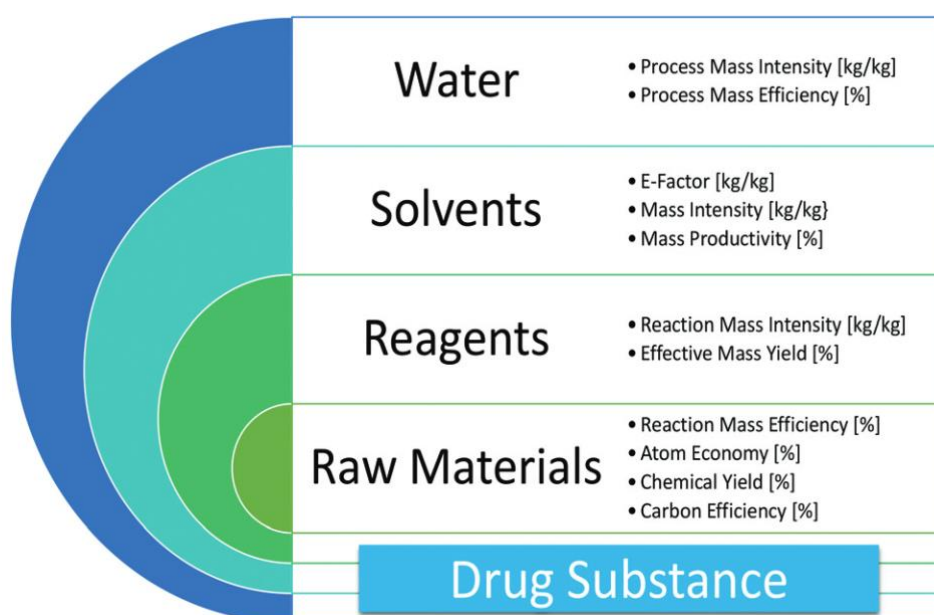 Water
• Process Mass Intensity [kg/kg]
• Process Mass Efficiency [%]
Solvents
• E-Factor [kg/kg]
• Mass Intensity [kg/kg}
• Mass Productivity [%]
Reagents
• Reaction Mass Intensity [kg/kg]
• Effective Mass Yield [%]
Raw Materials
• Reaction Mass Efficiency [%]
• Atom Economy [%]
• Chemical Yield [%]
• Carbon Efficiency [%]
Drug Substance